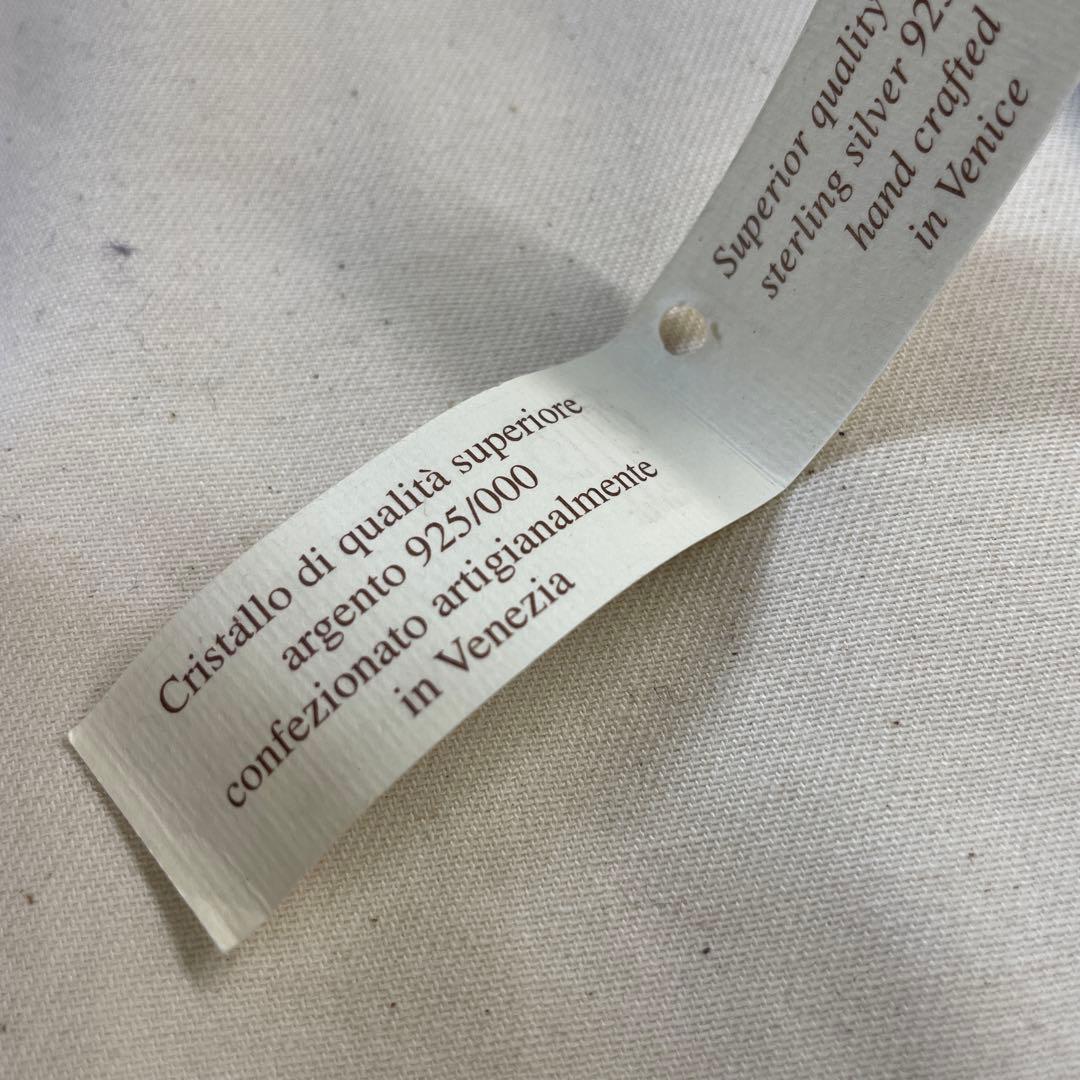 Superior quality
sterling silver 925
hand crafted
in Venice
Cristallo di qualità superiore
argento 925/000
confezionato artigianalmente
in Venezia